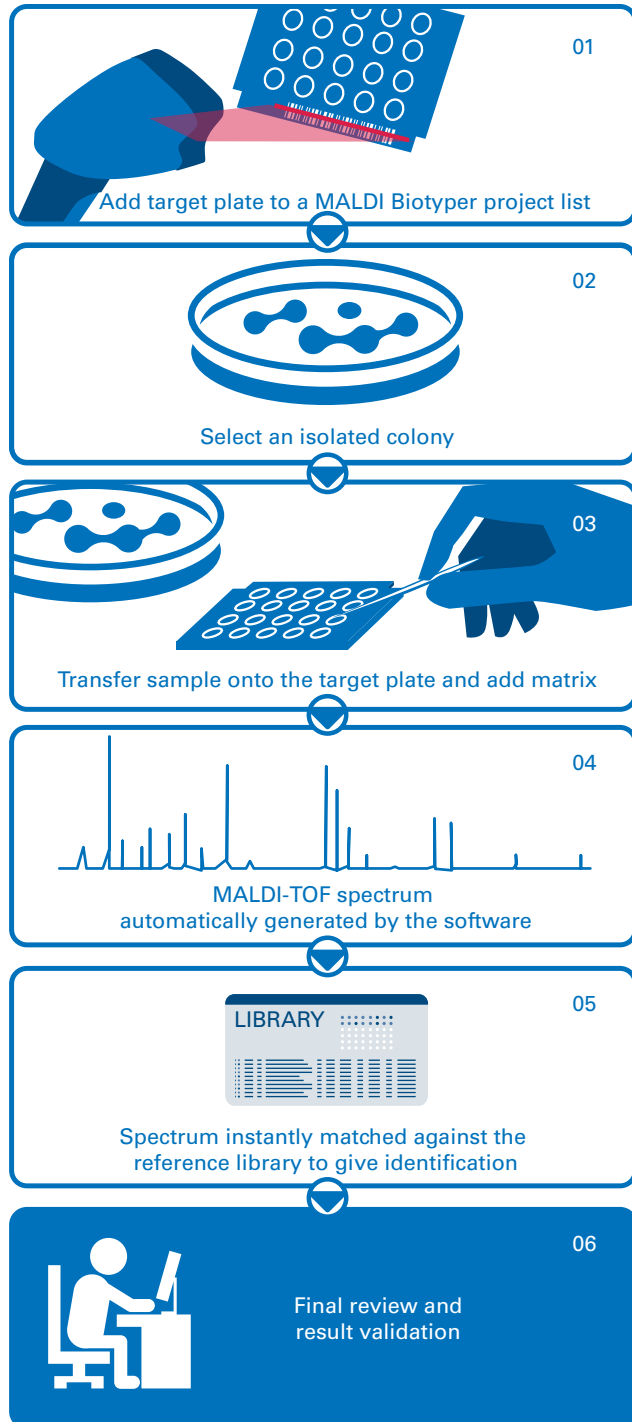 01
Add target plate to a MALDI Biotyper project list
02
Select an isolated colony
03
Transfer sample onto the target plate and add matrix
04
MALDI-TOF spectrum
automatically generated by the software
05
LIBRARY
Spectrum instantly matched against the
reference library to give identification
06
Final review and
result validation